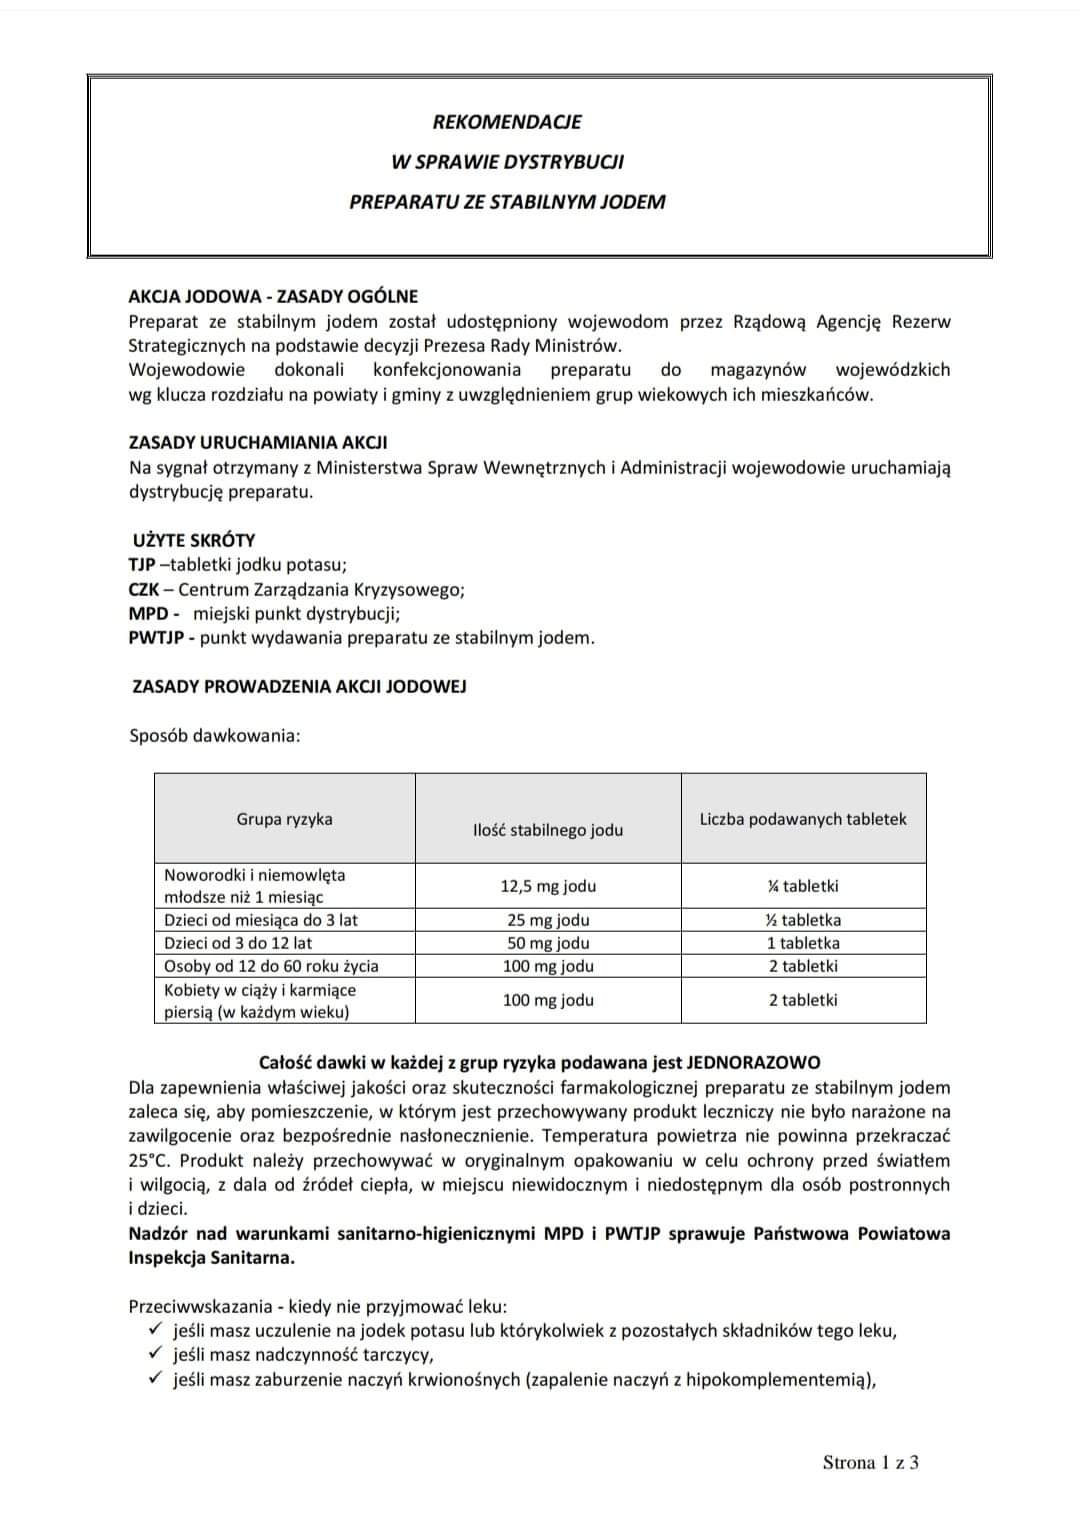 REKOMENDACJE
W SPRAWIE DYSTRYBUCJI
PREPARATU ZE STABILNYM JODEM
AKCJA JODOWA - ZASADY OGÓLNE
Preparat ze stabilnym jodem został udostępniony wojewodom przez Rządową Agencję Rezerw
Strategicznych na podstawie decyzji Prezesa Rady Ministrów.
Wojewodowie dokonali konfekcjonowania preparatu do magazynów wojewódzkich
wg klucza rozdziału na powiaty i gminy z uwzględnieniem grup wiekowych ich mieszkańców.
ZASADY URUCHAMIANIA AKCJI
Na sygnał otrzymany z Ministerstwa Spraw Wewnętrznych i Administracji wojewodowie uruchamiają
dystrybucję preparatu.
UŻYTE SKRÓTY
TJP –tabletki jodku potasu;
CZK – Centrum Zarządzania Kryzysowego;
MPD - miejski punkt dystrybucji;
PWTJP - punkt wydawania preparatu ze stabilnym jodem.
ZASADY PROWADZENIA AKCJI JODOWEJ
Sposób dawkowania:
Grupa ryzyka Ilość stabilnego jodu Liczba podawanych tabletek
Noworodki i niemowlęta
młodsze niż 1 miesiąc 12,5 mg jodu ¼ tabletki
Dzieci od miesiąca do 3 lat 25 mg jodu ½ tabletka
Dzieci od 3 do 12 lat 50 mg jodu 1 tabletka
Osoby od 12 do 60 roku życia 100 mg jodu 2 tabletki
Kobiety w ciąży i karmiące
piersią (w każdym wieku) 100 mg jodu 2 tabletki
Całość dawki w każdej z grup ryzyka podawana jest JEDNORAZOWO
Dla zapewnienia właściwej jakości oraz skuteczności farmakologicznej preparatu ze stabilnym jodem
zaleca się, aby pomieszczenie, w którym jest przechowywany produkt leczniczy nie było narażone na
zawilgocenie oraz bezpośrednie nasłonecznienie. Temperatura powietrza nie powinna przekraczać
25°C. Produkt należy przechowywać w oryginalnym opakowaniu w celu ochrony przed światłem
i wilgocią, z dala od źródeł ciepła, w miejscu niewidocznym i niedostępnym dla osób postronnych
i dzieci.
Nadzór nad warunkami sanitarno-higienicznymi MPD i PWTJP sprawuje Państwowa Powiatowa
Inspekcja Sanitarna.
Przeciwwskazania - kiedy nie przyjmować leku:
✓ jeśli masz uczulenie na jodek potasu lub którykolwiek z pozostałych składników tego leku,
✓ jeśli masz nadczynność tarczycy,
✓ jeśli masz zaburzenie naczyń krwionośnych (zapalenie naczyń z hipokomplementemią),
Strona 1 z 3